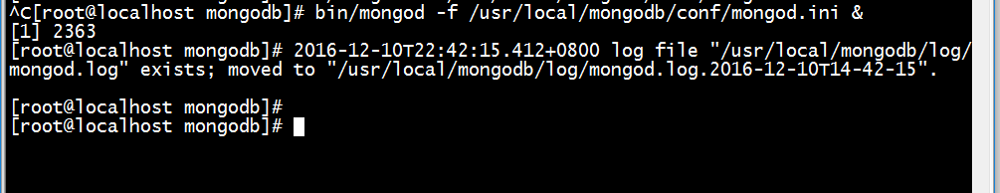 ^C[root@localhost mongodb]# bin/mongod -f /usr/local/mongodb/conf/mongod.ini &
[1] 2363
[root@localhost mongodb]# 2016-12-10T22:42:15.412+0800 log file "/usr/local/mongodb/log/
mongod.log" exists; moved to "/usr/local/mongodb/log/mongod.log.2016-12-10T14-42-15".
[root@localhost mongodb]#
[root@localhost mongodb]#